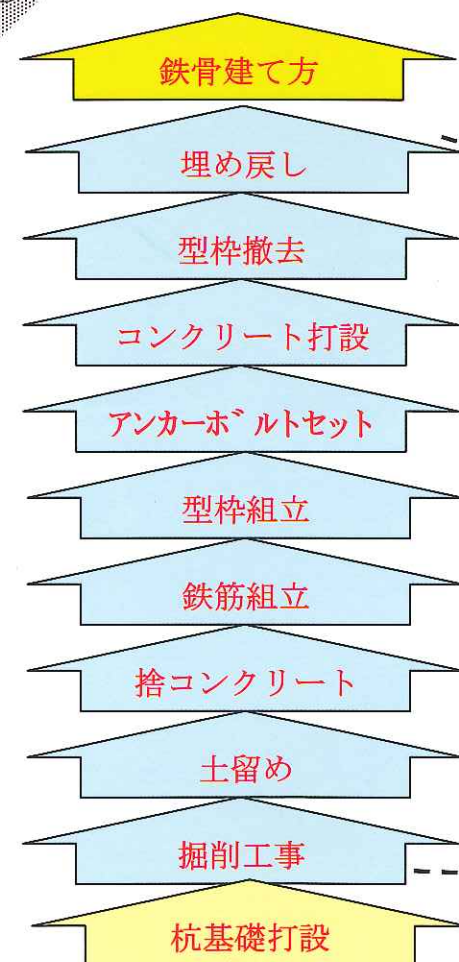 鉄骨建て方
埋め戻し
型枠撤去
コンクリート打設
アンカーボルトセット
型枠組立
鉄筋組立
捨コンクリート
土留め
掘削工事
杭基礎打設